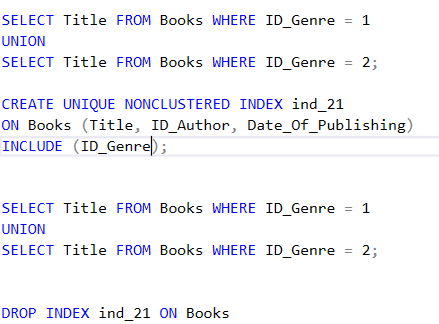 SELECT Title FROM Books WHERE ID_Genre = 1
UNION
SELECT Title FROM Books WHERE ID_Genre = 2;
CREATE UNIQUE NONCLUSTERED INDEX ind_21
ON Books (Title, ID_Author, Date_Of_Publishing)
INCLUDE (ID_Genre);
SELECT Title FROM Books WHERE ID_Genre = 1
UNION
SELECT Title FROM Books WHERE ID_Genre = 2;
DROP INDEX ind_21 ON Books